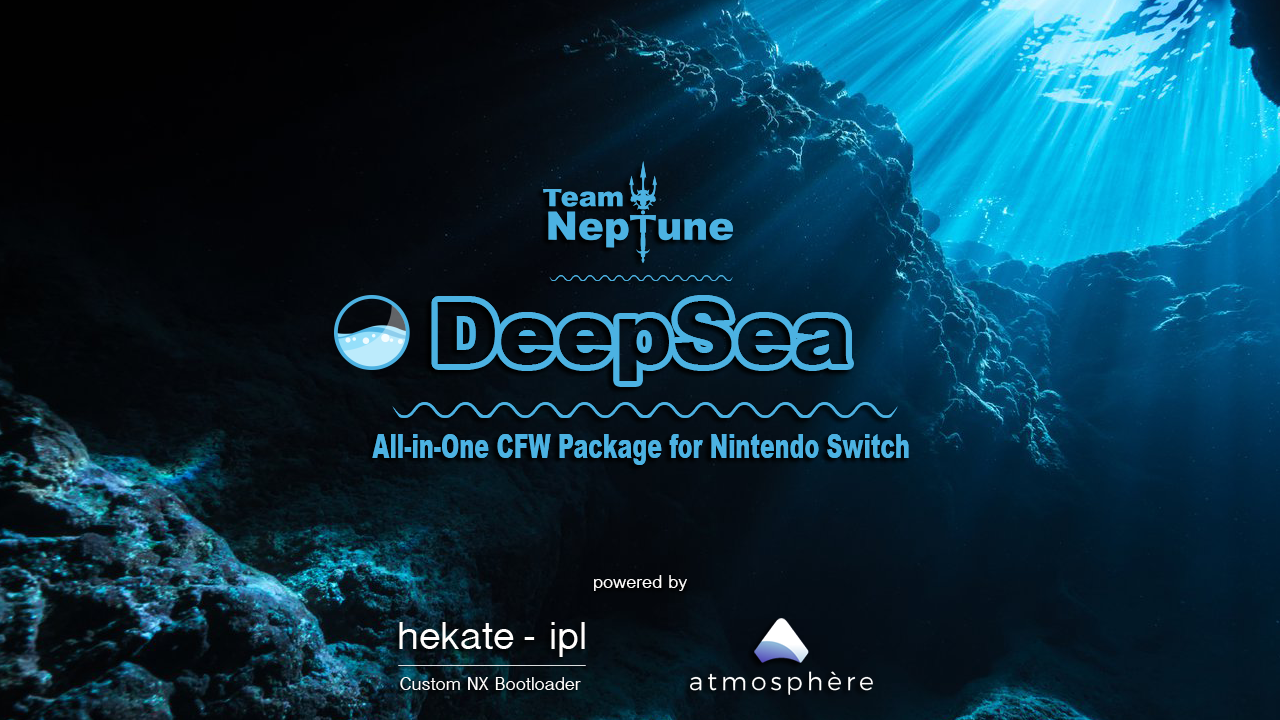 Team
Neptune
DeepSea
All-in-One CFW Package for Nintendo Switch
powered by
hekate - ipl
Custom NX Bootloader
atmosphère